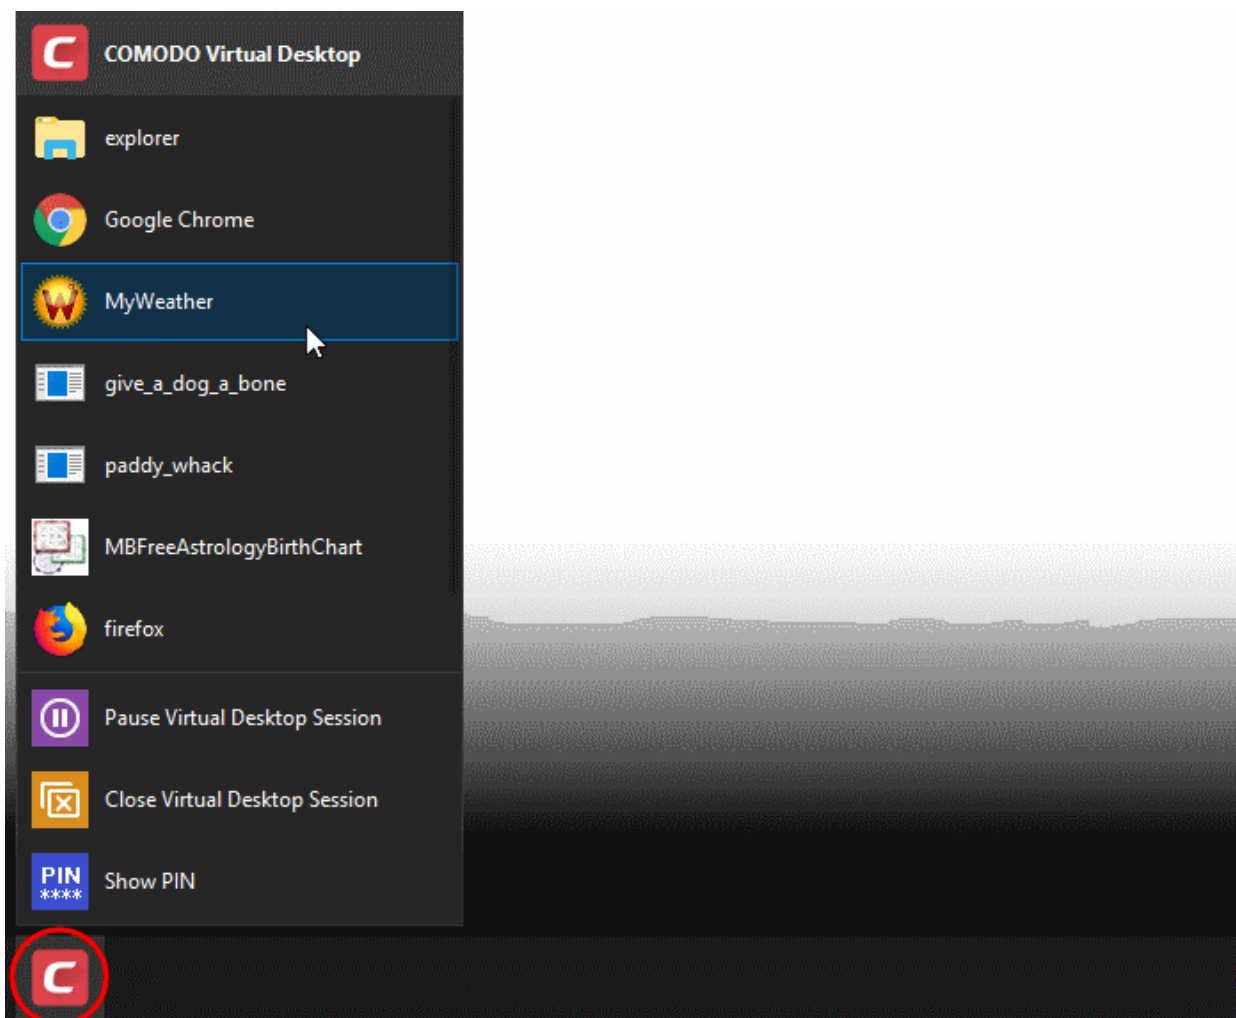 COMODO Virtual Desktop
explorer
Google Chrome
MyWeather
give_a_dog_a_bone
paddy_whack
MBFreeAstrologyBirthChart
firefox
Pause Virtual Desktop Session
Close Virtual Desktop Session
PIN
****
Show PIN